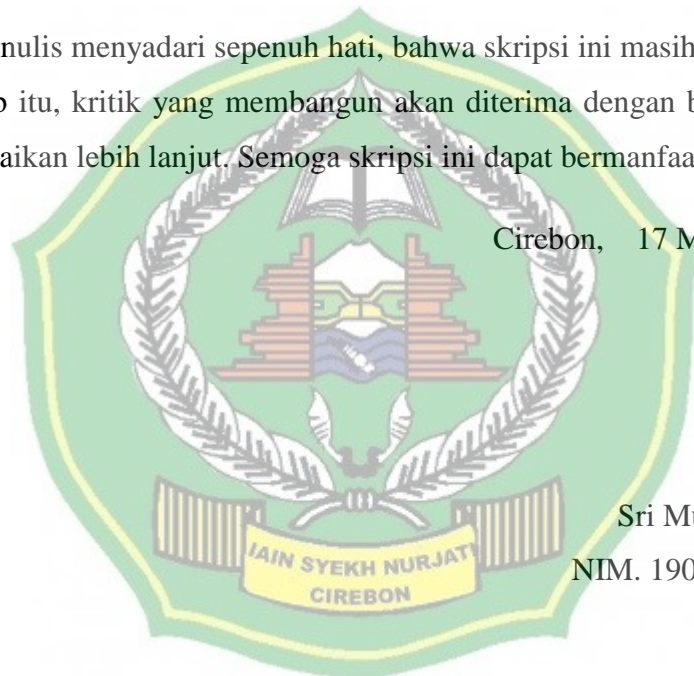 nulis menyadari sepenuh hati, bahwa skripsi ini masih
itu, kritik yang membangun akan diterima dengan
aikan lebih lanjut. Semoga skripsi ini dapat bermanfaa
Cirebon, 17 M
IAIN SYEKH NURJATI
CIREBON
Sri Mu
NIM. 190